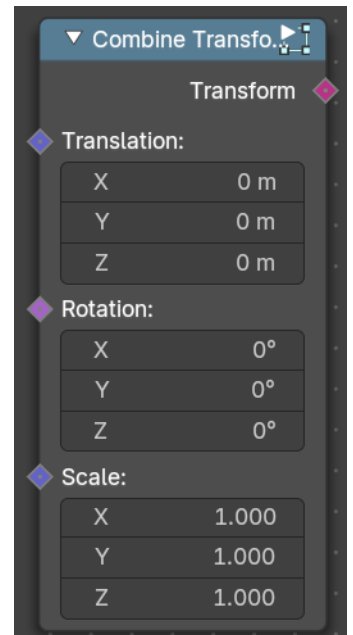 Combine Transfo..
Transform
Translation:
X 0 m
Y 0 m
Z 0 m
Rotation:
X 0°
Y 0°
Z 0°
Scale:
X 1.000
Y 1.000
Z 1.000